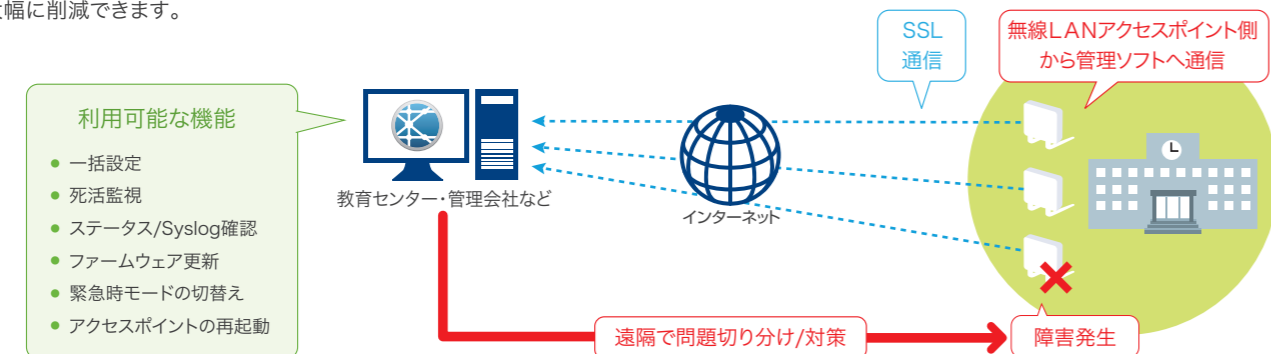 幅に削減できます。
SSL
通信
無線LANアクセスポイント側
から管理ソフトへ通信
利用可能な機能
● 一括設定
● 死活監視
● ステータス/Syslog確認
● ファームウェア更新
● 緊急時モードの切替え
● アクセスポイントの再起動
教育センター・管理会社など
インターネット
遠隔で問題切り分け/対策
障害発生